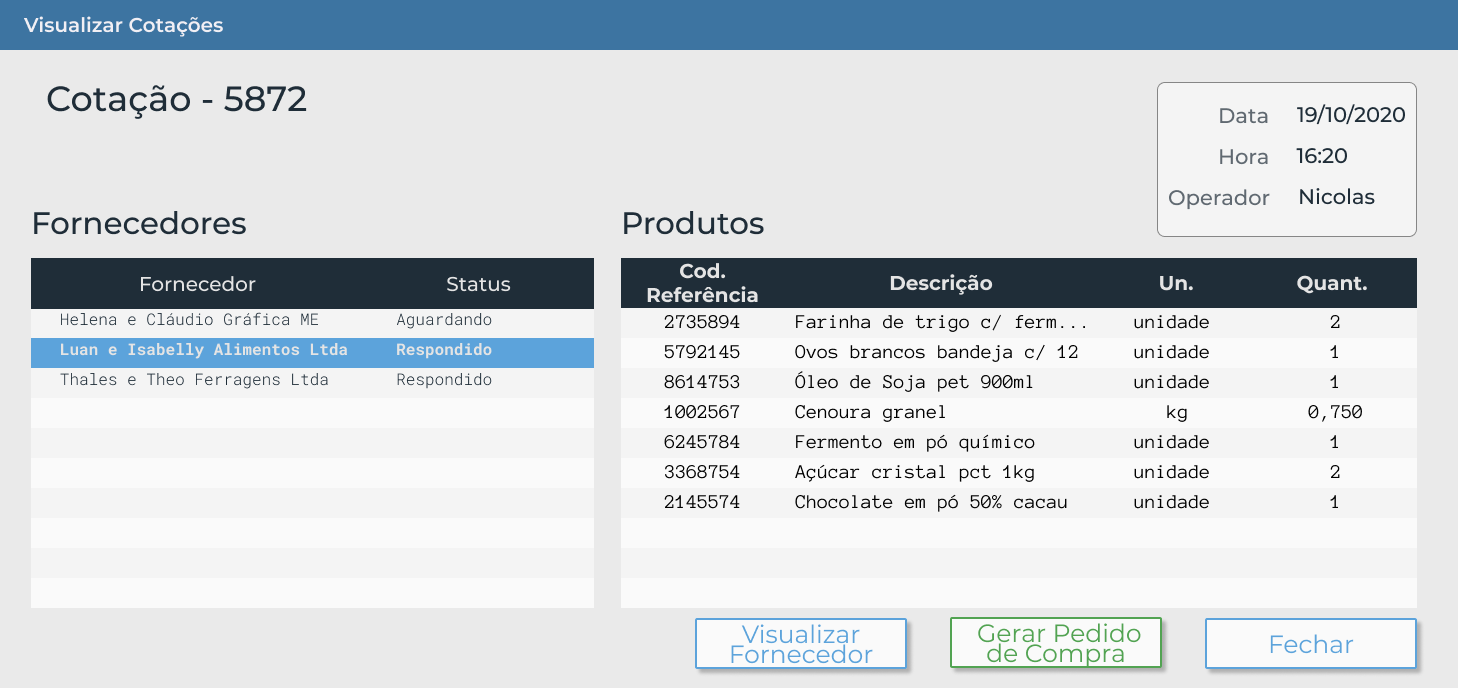 Visualizar Cotações
Cotação - 5872
Data 19/10/2020
Hora 16:20
Operador Nicolas
Fornecedores
Fornecedor Status
Helena e Cláudio Gráfica ME Aguardando
Luan e Isabelly Alimentos Ltda Respondido
Thales e Theo Ferragens Ltda Respondido
Produtos
Cod.
Referência Descrição Un. Quant.
2735894 Farinha de trigo c/ ferm... unidade 2
5792145 Ovos brancos bandeja c/ 12 unidade 1
8614753 Óleo de Soja pet 900ml unidade 1
1002567 Cenoura granel kg 0,750
6245784 Fermento em pó químico unidade 1
3368754 Açúcar cristal pct 1kg unidade 2
2145574 Chocolate em pó 50% cacau unidade 1
Visualizar
Fornecedor
Gerar Pedido
de Compra
Fechar